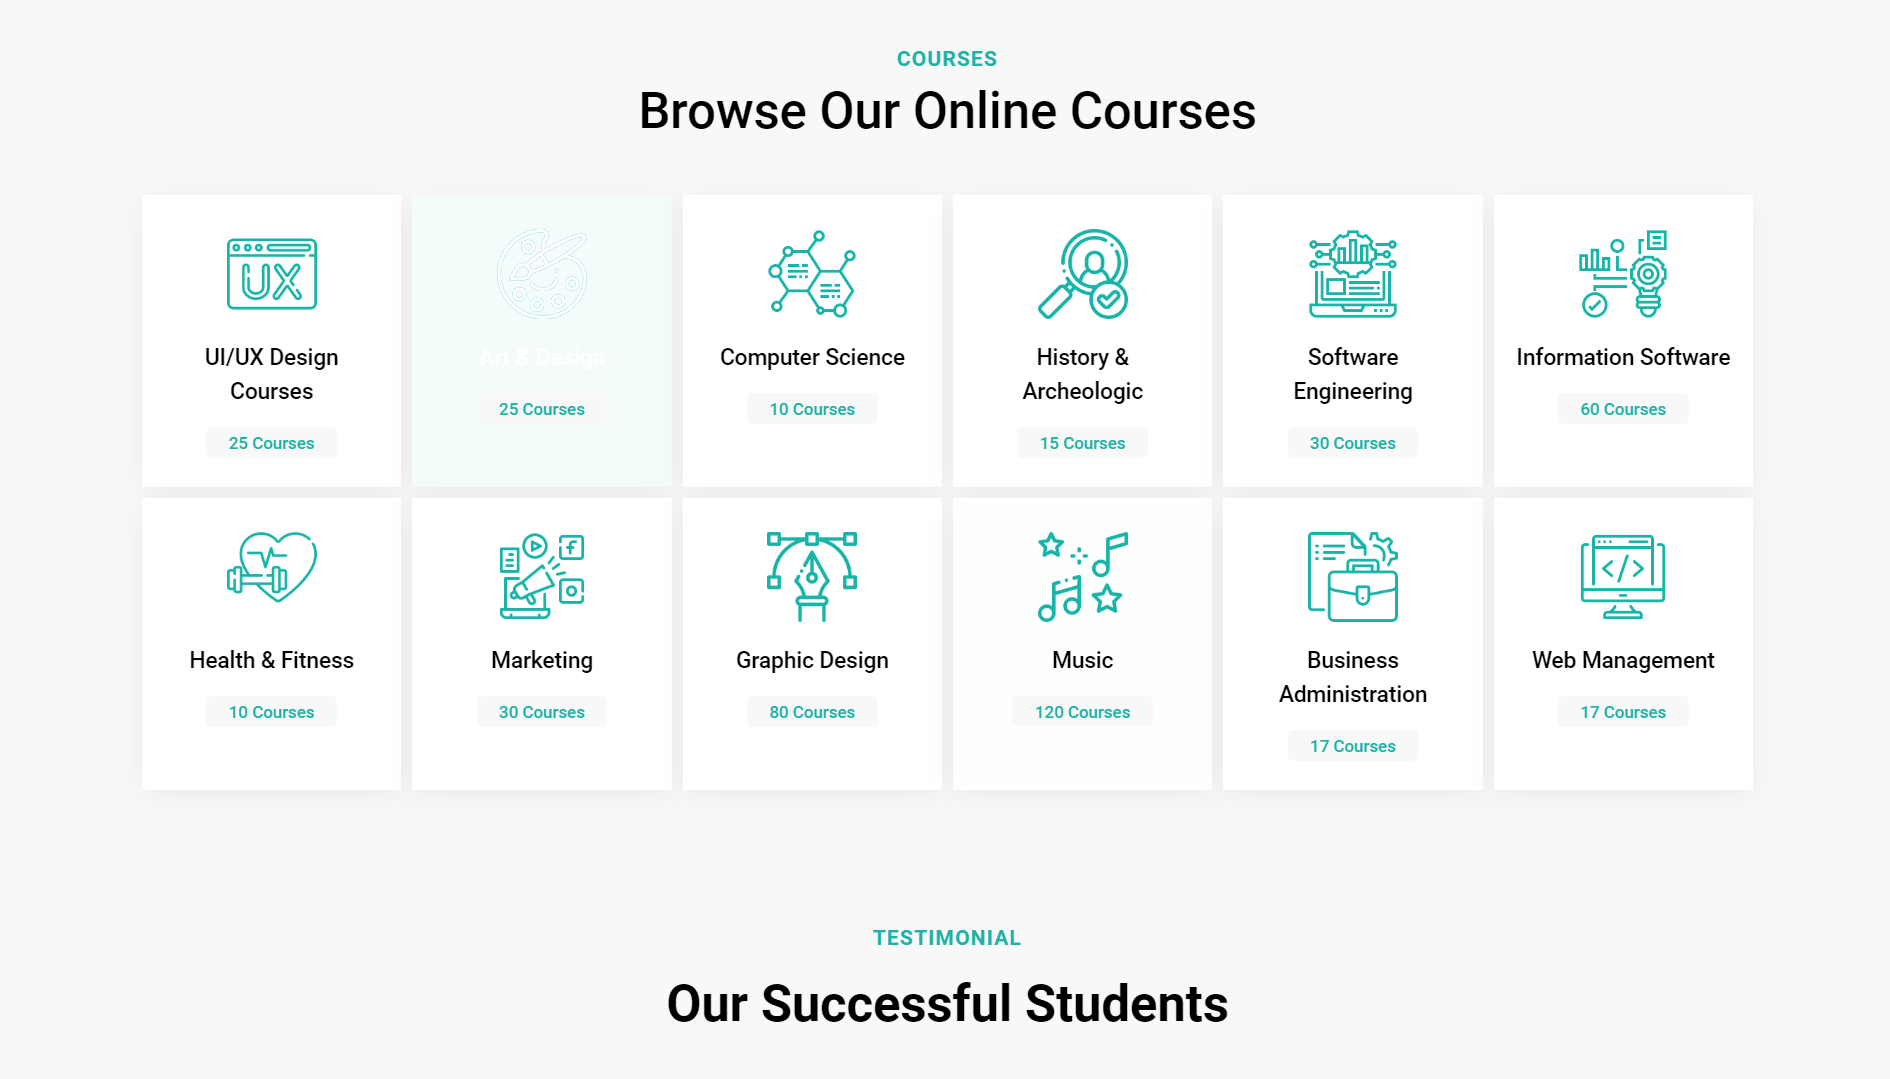 COURSES
Browse Our Online Courses
UX
UI/UX Design
Courses
25 Courses
Art & Design
25 Courses
Computer Science
10 Courses
History &
Archeologic
15 Courses
Software
Engineering
30 Courses
Information Software
60 Courses
Health & Fitness
10 Courses
Marketing
30 Courses
Graphic Design
80 Courses
Music
120 Courses
Business
Administration
17 Courses
Web Management
17 Courses
TESTIMONIAL
Our Successful Students